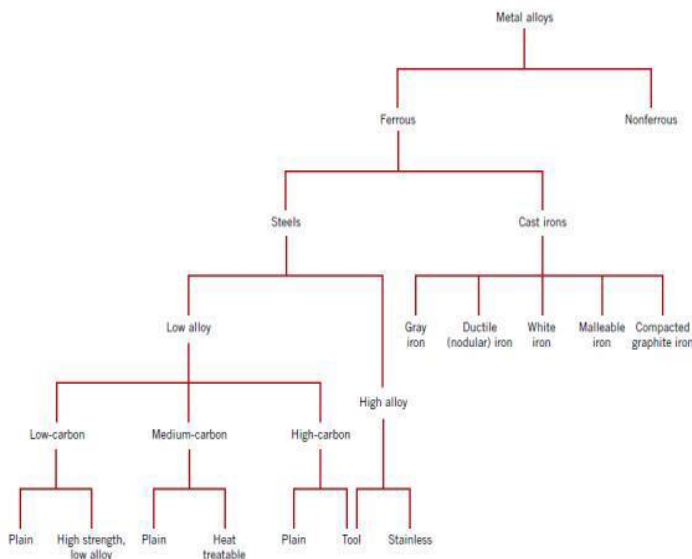 Metal alloys
Ferrous
Nonferrous
Steels
Cast irons
Low alloy
Gray
iron
Ductile
(nodular) iron
White
iron
Malleable
iron
Compacted
graphite iron
High alloy
Low-carbon
Medium-carbon
High-carbon
Plain
High strength,
low alloy
Plain
Heat
treatable
Plain
Tool
Stainless